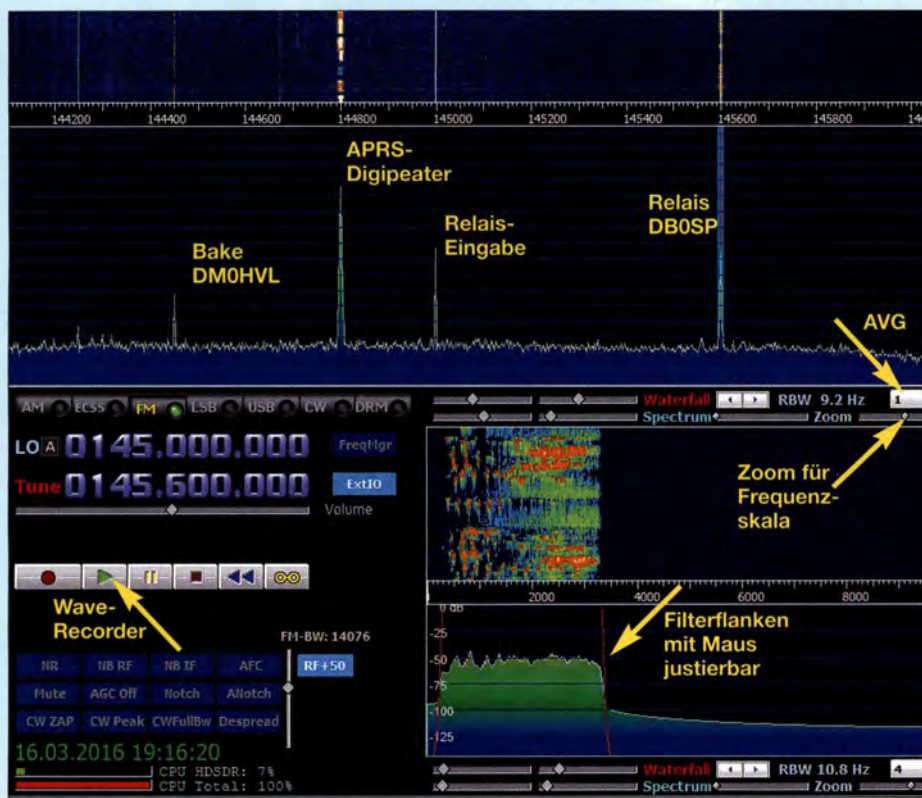 144200 144400 144600 144800 145000 145200 145400 145600 145800
APRS-
Digipeater
Relais-
Eingabe
Relais
DB0SP
Bake
DM0HVL
AVG
AM ECSS FM LSB USB CW DRM
Waterfall RBW 9.2 Hz 1
Spectrum Zoom
LO A 0145.000.000 FreqMgr
Tune 0145.600.000 ExtIO
Volume
Zoom für
Frequenz-
skala
Wave-
Recorder
2000 4000 6000 8000
0 dB
-25
-50
-75
-100
-125
Filterflanken
mit Maus
justierbar
FM-BW: 14076
NR NB RF NB IF AFC RF+50
Mute AGC Off Notch ANotch
CW ZAP CW Peak CWFullBw Despread
16.03.2016 19:16:20
CPU HDSDR: 7%
CPU Total: 100%
Waterfall RBW 10.8 Hz 4
Spectrum Zoom